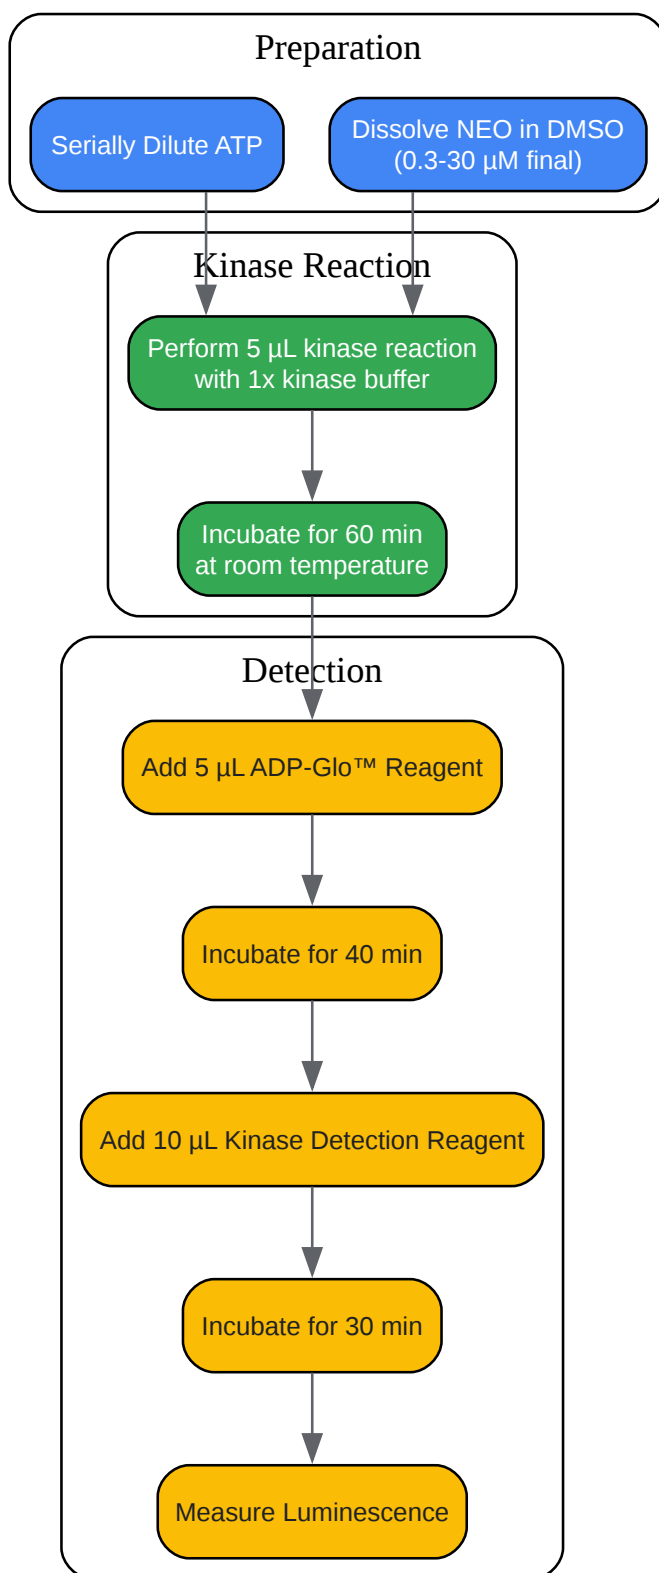 Preparation
Serially Dilute ATP
Dissolve NEO in DMSO
(0.3-30 µM final)
Kinase Reaction
Perform 5 µL kinase reaction
with 1x kinase buffer
Incubate for 60 min
at room temperature
Detection
Add 5 µL ADP-Glo™ Reagent
Incubate for 40 min
Add 10 µL Kinase Detection Reagent
Incubate for 30 min
Measure Luminescence